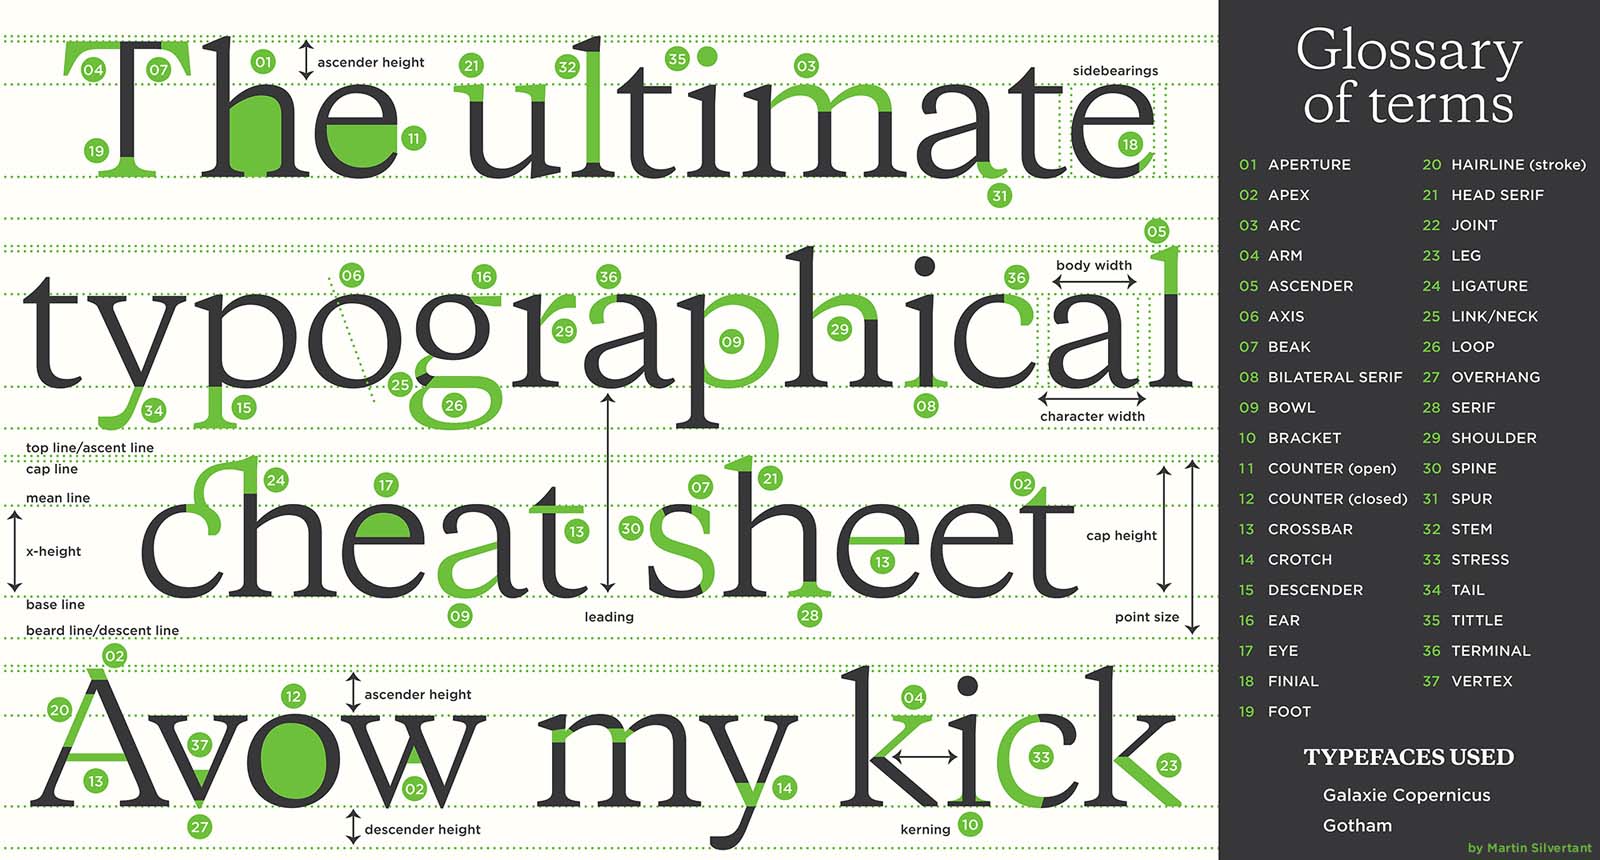 The ultimate
04
07
01
ascender height
21
32
35
03
sidebearings
19
11
18
31
typographical
06
16
36
05
body width
36
29
09
29
25
26
34
15
08
character width
top line/ascent line
cap line
mean line
x-height
base line
beard line/descent line
cheat sheet
24
17
07
21
02
30
13
13
cap height
09
28
leading
point size
Avow my kick
02
20
12
ascender height
04
37
33
13
02
14
23
27
descender height
kerning
10
Glossary
of terms
01 APERTURE
02 APEX
03 ARC
04 ARM
05 ASCENDER
06 AXIS
07 BEAK
08 BILATERAL SERIF
09 BOWL
10 BRACKET
11 COUNTER (open)
12 COUNTER (closed)
13 CROSSBAR
14 CROTCH
15 DESCENDER
16 EAR
17 EYE
18 FINIAL
19 FOOT
20 HAIRLINE (stroke)
21 HEAD SERIF
22 JOINT
23 LEG
24 LIGATURE
25 LINK/NECK
26 LOOP
27 OVERHANG
28 SERIF
29 SHOULDER
30 SPINE
31 SPUR
32 STEM
33 STRESS
34 TAIL
35 TITTLE
36 TERMINAL
37 VERTEX
TYPEFACES USED
Galaxie Copernicus
Gotham
by Martin Silvertant